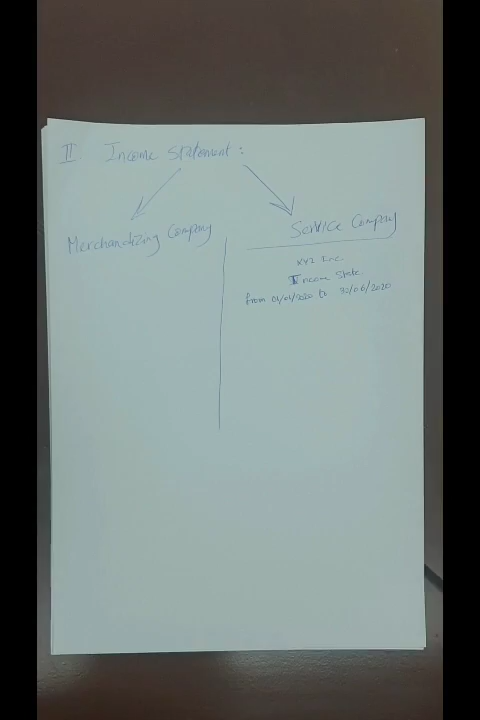 II Income Statement:
Merchandizing Company
Service Company
XYZ Inc.
Income State.
from 01/01/2020 to 30/06/2020